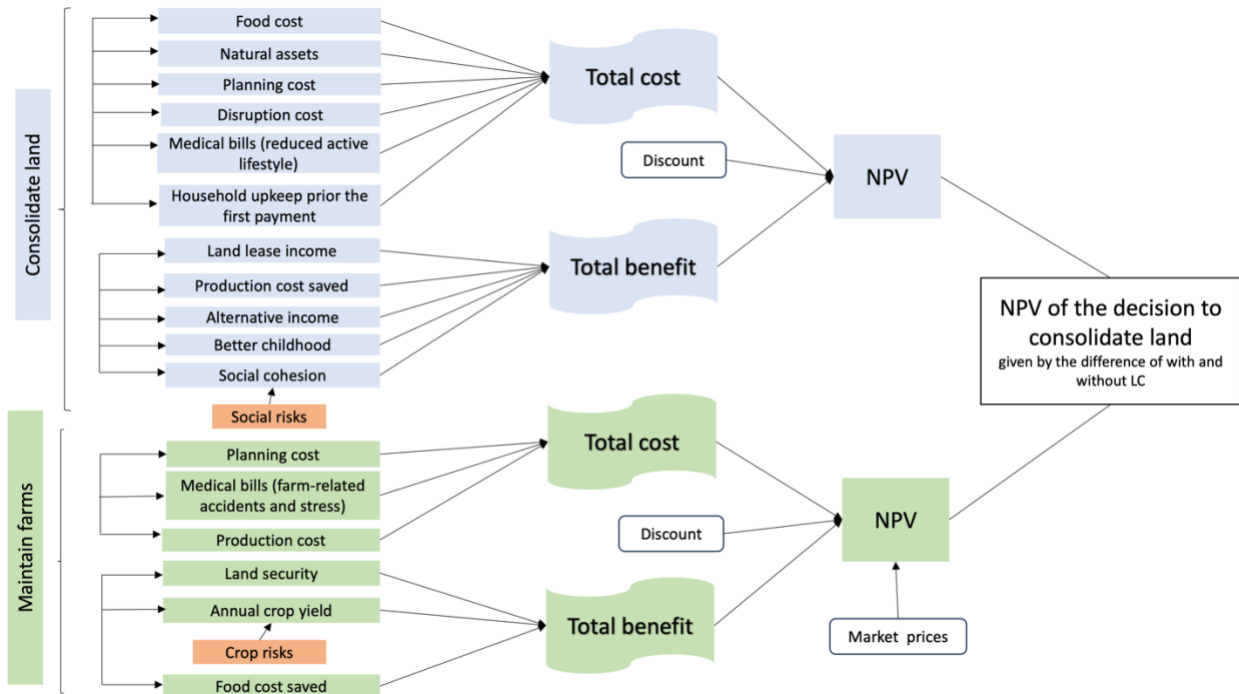 Consolidate land
Food cost
Natural assets
Planning cost
Disruption cost
Medical bills (reduced active
lifestyle)
Household upkeep prior the
first payment
Land lease income
Production cost saved
Alternative income
Better childhood
Social cohesion
Social risks
Total cost
Discount
Total benefit
NPV
NPV of the decision to
consolidate land
given by the difference of with and
without LC
Maintain farms
Planning cost
Medical bills (farm-related
accidents and stress)
Production cost
Land security
Annual crop yield
Crop risks
Food cost saved
Total cost
Discount
Total benefit
NPV
Market prices